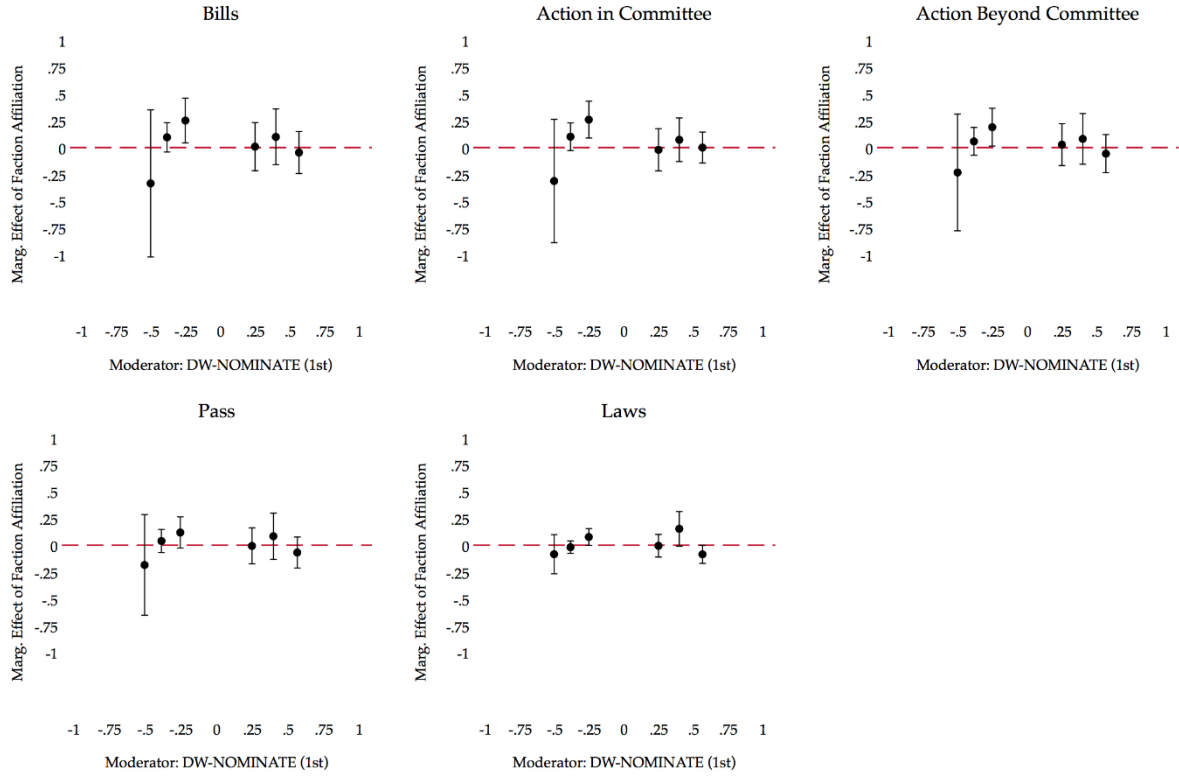 Bills
Marg. Effect of Faction Affiliation
1
.75
.5
.25
0
-.25
-.5
-.75
-1
-1 -.75 -.5 -.25 0 .25 .5 .75 1
Moderator: DW-NOMINATE (1st)
Action in Committee
Marg. Effect of Faction Affiliation
1
.75
.5
.25
0
-.25
-.5
-.75
-1
-1 -.75 -.5 -.25 0 .25 .5 .75 1
Moderator: DW-NOMINATE (1st)
Action Beyond Committee
Marg. Effect of Faction Affiliation
1
.75
.5
.25
0
-.25
-.5
-.75
-1
-1 -.75 -.5 -.25 0 .25 .5 .75 1
Moderator: DW-NOMINATE (1st)
Pass
Marg. Effect of Faction Affiliation
1
.75
.5
.25
0
-.25
-.5
-.75
-1
-1 -.75 -.5 -.25 0 .25 .5 .75 1
Moderator: DW-NOMINATE (1st)
Laws
Marg. Effect of Faction Affiliation
1
.75
.5
.25
0
-.25
-.5
-.75
-1
-1 -.75 -.5 -.25 0 .25 .5 .75 1
Moderator: DW-NOMINATE (1st)